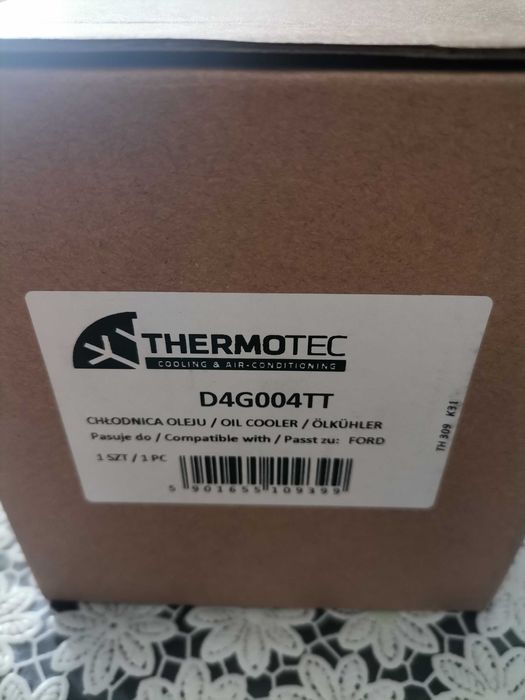 THERMOTEC
COOLING & AIR-CONDITIONING
D4G004TT
CHŁODNICA OLEJU / OIL COOLER / ÖLKÜHLER
Pasuje do / Compatible with / Passt zu: FORD
1 SZT / 1 PC
5 901655 109399
TH 309 K31